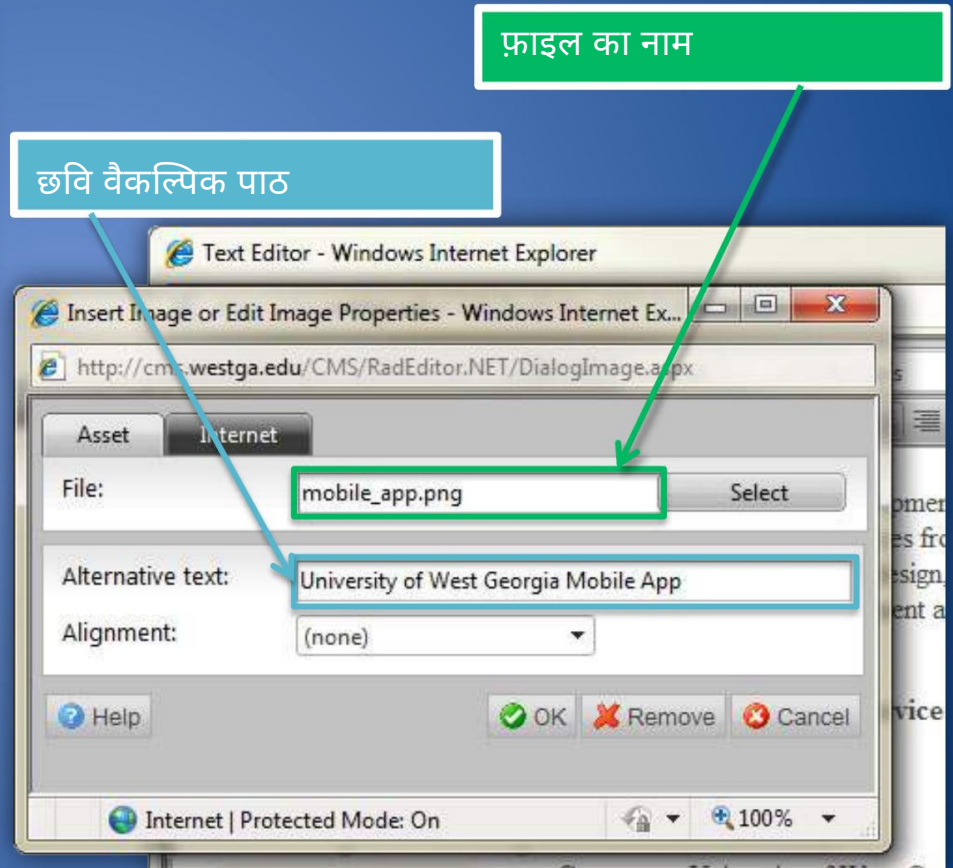 फ़ाइल का नाम
छवि वैकल्पिक पाठ
Text Editor - Windows Internet Explorer
Insert Image or Edit Image Properties - Windows Internet Ex...
http://cms.westga.edu/CMS/RadEditor.NET/DialogImage.aspx
Asset Internet
File: mobile_app.png Select
Alternative text: University of West Georgia Mobile App
Alignment: (none)
Help OK Remove Cancel
Internet | Protected Mode: On 100%